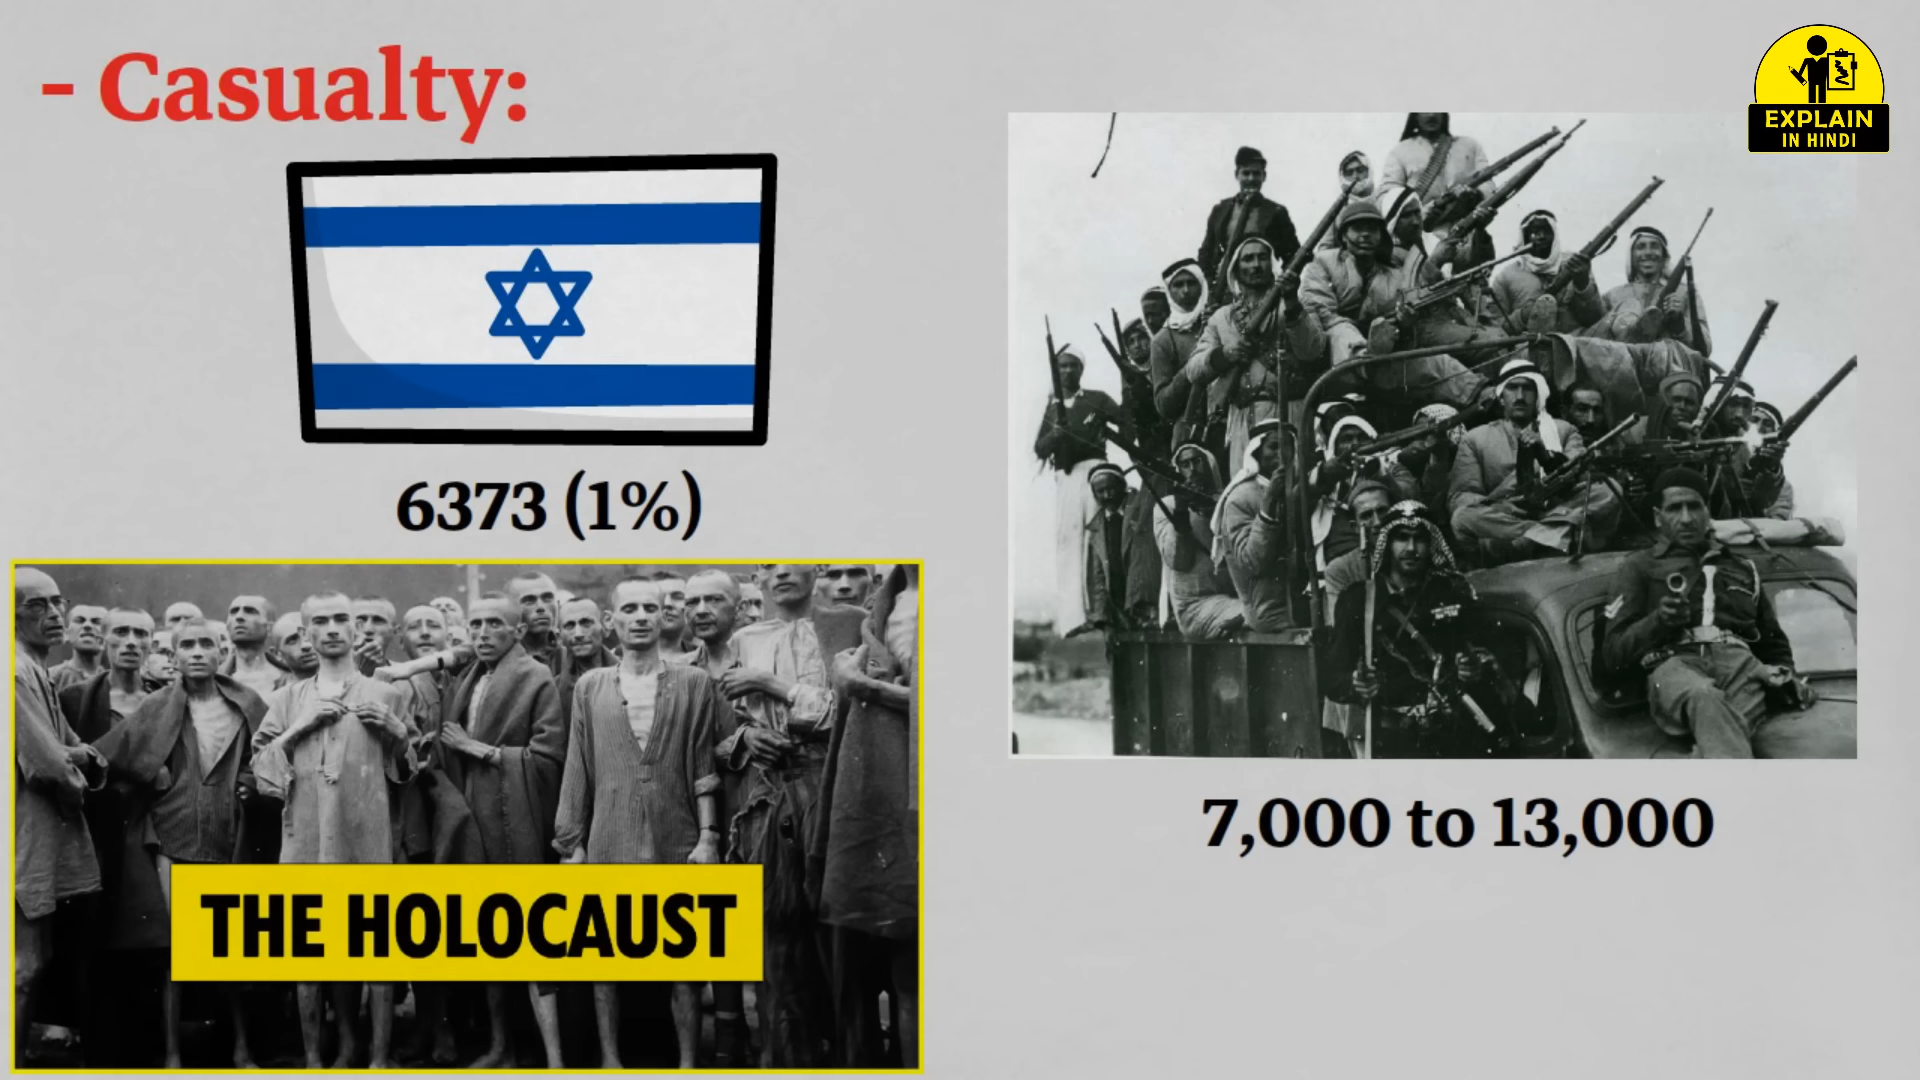 - Casualty:
EXPLAIN
IN HINDI
6373 (1%)
7,000 to 13,000
THE HOLOCAUST